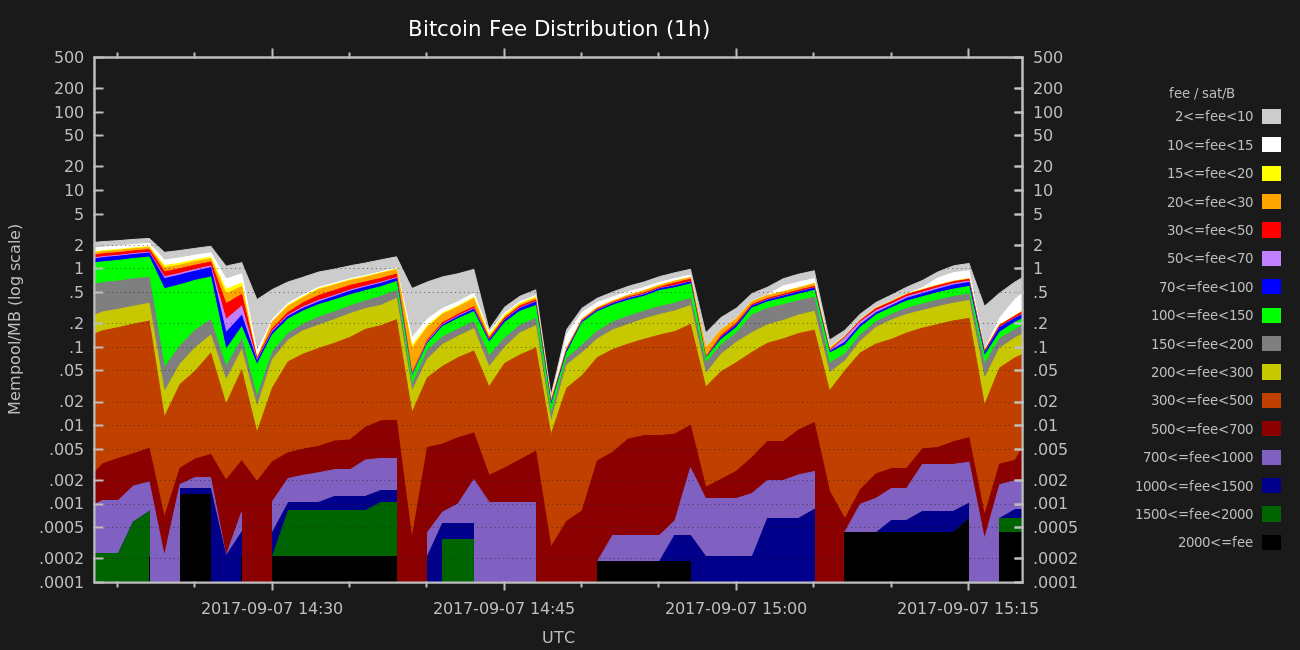 Bitcoin Fee Distribution (1h)
500 500
200 200
100 100
50 50
20 20
10 10
5 5
2 2
1 1
.5 .5
.2 .2
.1 .1
.05 .05
.02 .02
.01 .01
.005 .005
.002 .002
.001 .001
.0005 .0005
.0002 .0002
.0001 .0001
Mempool/MB (log scale)
2017-09-07 14:30 2017-09-07 14:45 2017-09-07 15:00 2017-09-07 15:15
UTC
fee / sat/B
2<=fee<10
10<=fee<15
15<=fee<20
20<=fee<30
30<=fee<50
50<=fee<70
70<=fee<100
100<=fee<150
150<=fee<200
200<=fee<300
300<=fee<500
500<=fee<700
700<=fee<1000
1000<=fee<1500
1500<=fee<2000
2000<=fee